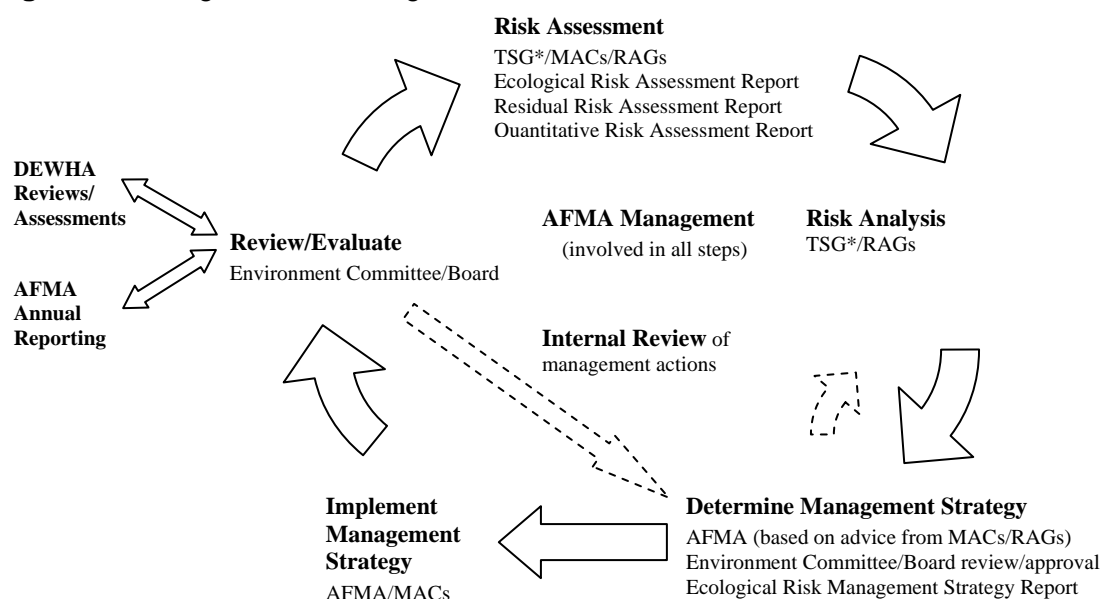 Risk Assessment
TSG*/MACs/RAGs
Ecological Risk Assessment Report
Residual Risk Assessment Report
Quantitative Risk Assessment Report
DEWHA
Reviews/
Assessments
AFMA
Annual
Reporting
Review/Evaluate
Environment Committee/Board
AFMA Management
(involved in all steps)
Risk Analysis
TSG*/RAGs
Internal Review of
management actions
Implement
Management
Strategy
AFMA/MACs
Determine Management Strategy
AFMA (based on advice from MACs/RAGs)
Environment Committee/Board review/approval
Ecological Risk Management Strategy Report